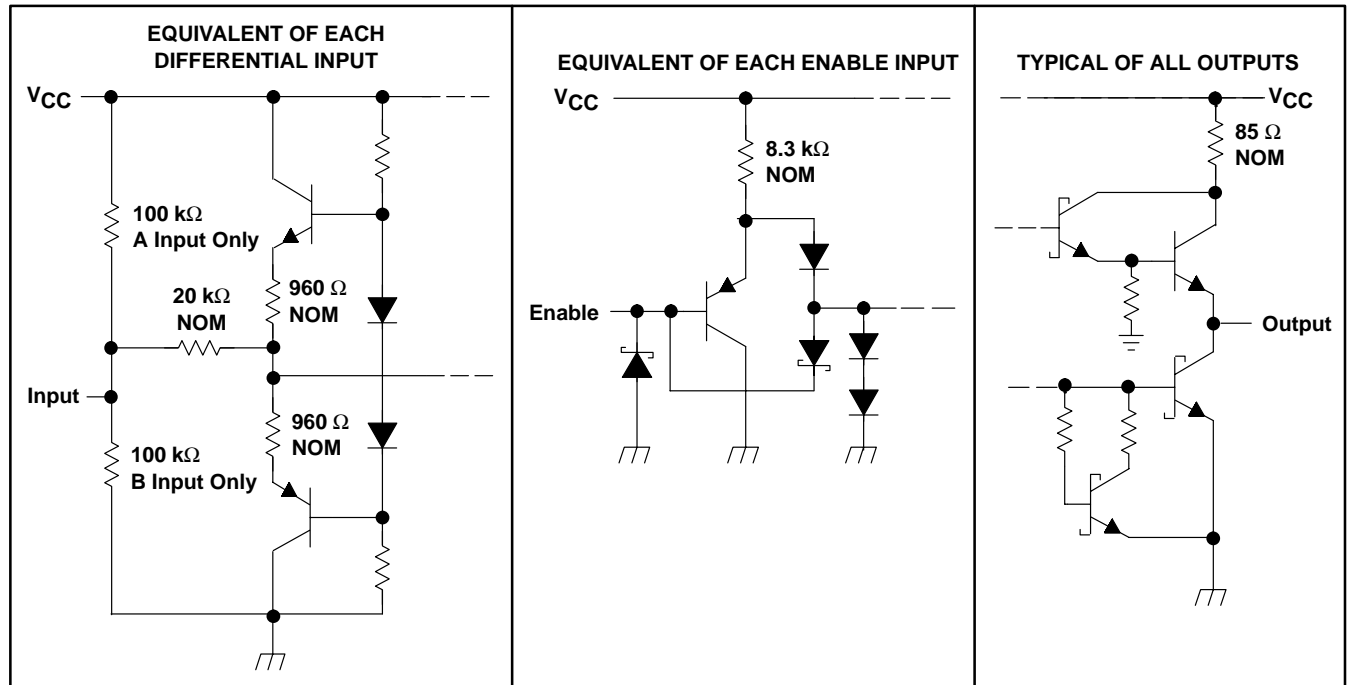 EQUIVALENT OF EACH
DIFFERENTIAL INPUT
VCC
100 kΩ
A Input Only
20 kΩ
NOM
960 Ω
NOM
Input
960 Ω
NOM
100 kΩ
B Input Only
EQUIVALENT OF EACH ENABLE INPUT
VCC
8.3 kΩ
NOM
Enable
TYPICAL OF ALL OUTPUTS
VCC
85 Ω
NOM
Output